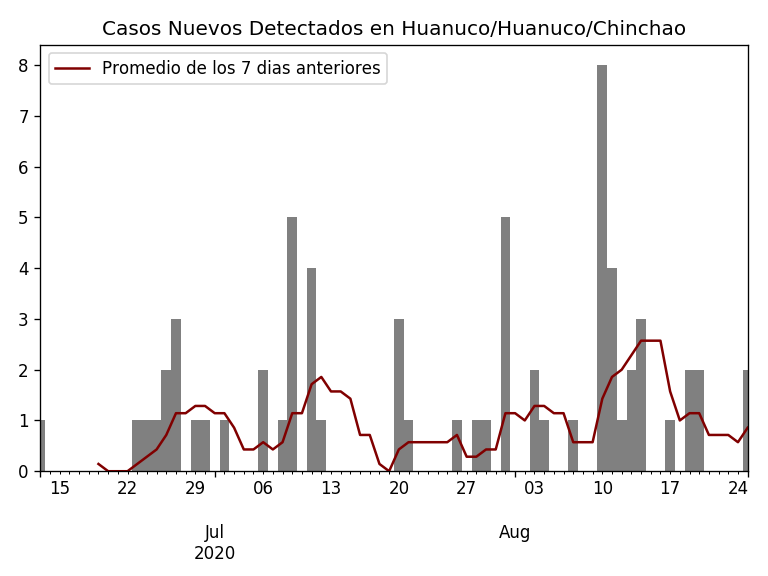 Casos Nuevos Detectados en Huanuco/Huanuco/Chinchao
Promedio de los 7 dias anteriores
8
7
6
5
4
3
2
1
0
15 22 29 06 13 20 27 03 10 17 24
Jul Aug
2020